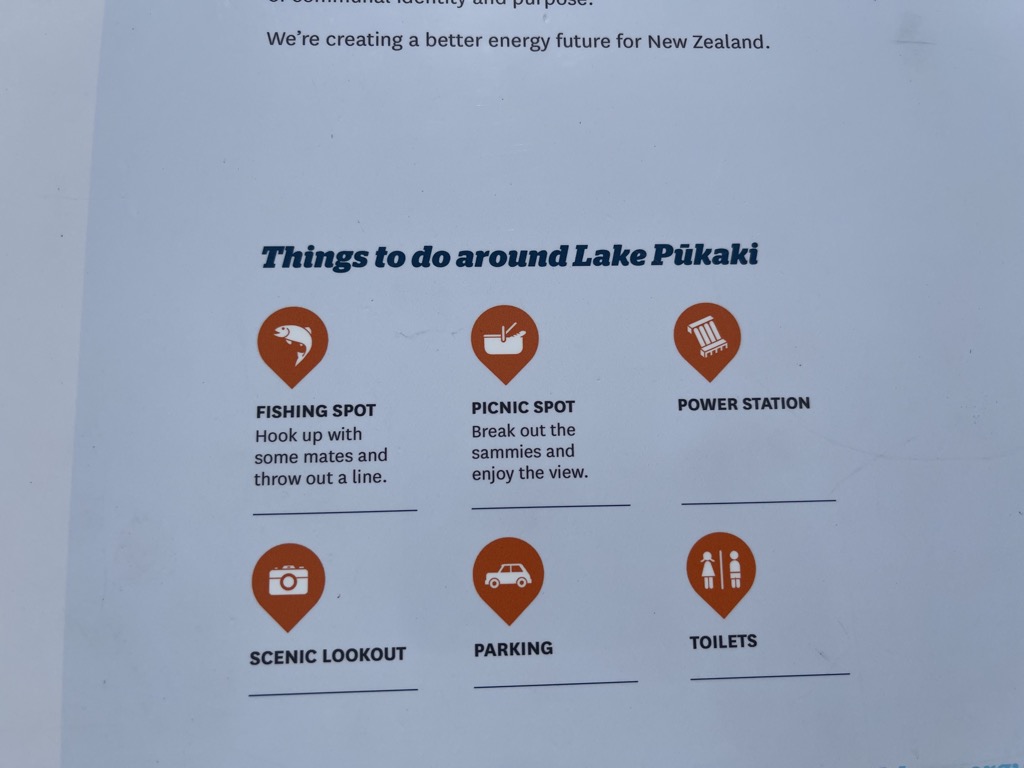 of communal identity and purpose.
We're creating a better energy future for New Zealand.
Things to do around Lake Pūkaki
FISHING SPOT
Hook up with
some mates and
throw out a line.
PICNIC SPOT
Break out the
sammies and
enjoy the view.
POWER STATION
SCENIC LOOKOUT
PARKING
TOILETS